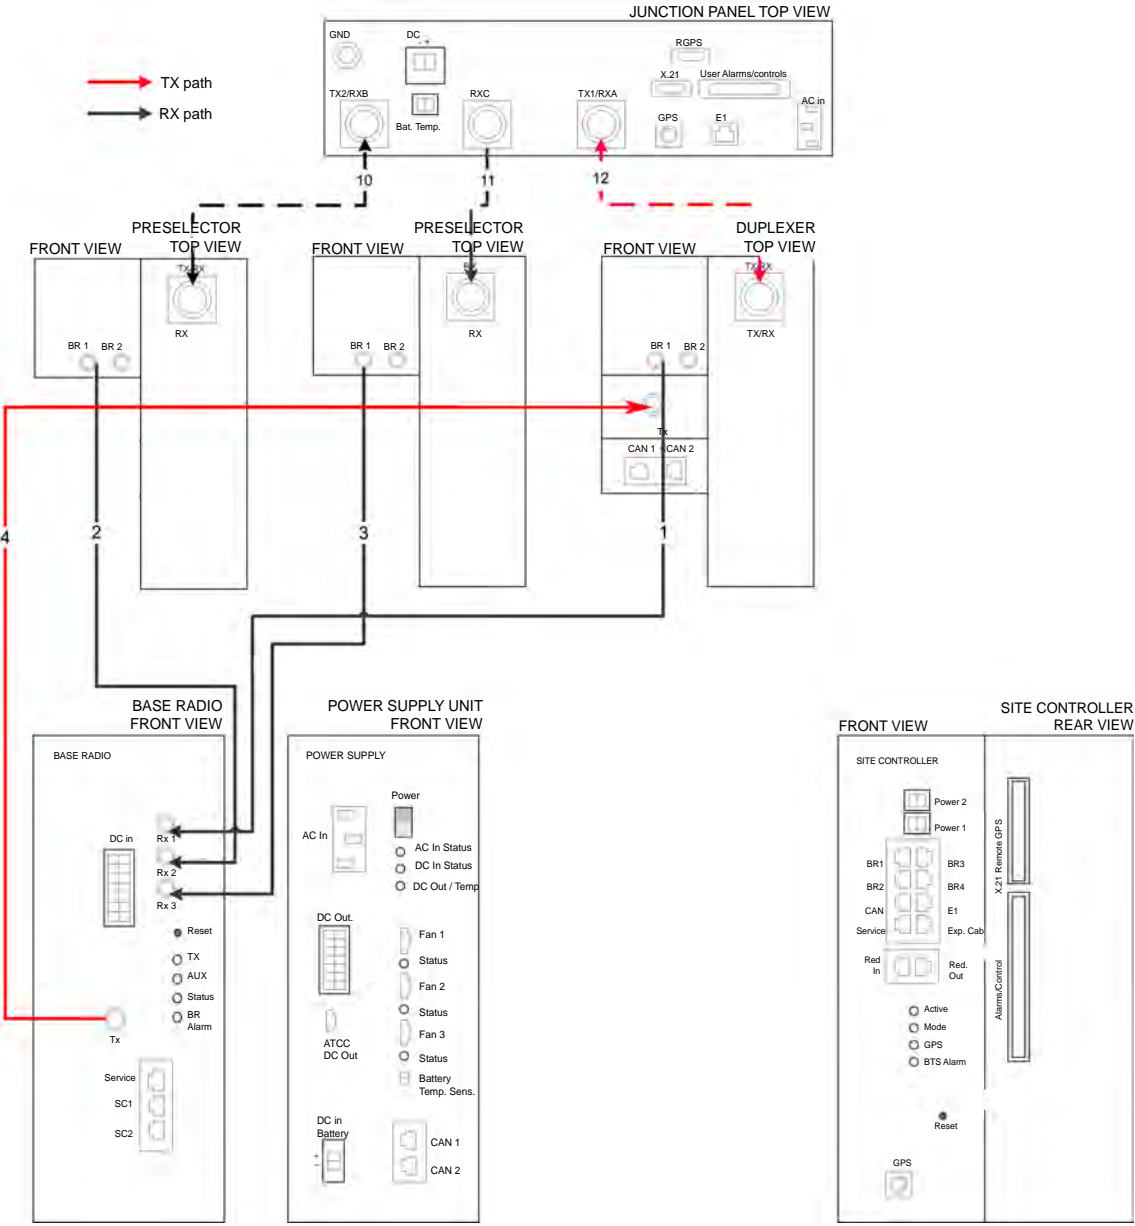 JUNCTION PANEL TOP VIEW
GND
DC
- +
RGPS
X.21
User Alarms/controls
TX path
RX path
TX2/RXB
RXC
TX1/RXA
AC in
Bat. Temp.
GPS
E1
10
11
12
PRESELECTOR
TOP VIEW
FRONT VIEW
PRESELECTOR
TOP VIEW
FRONT VIEW
DUPLEXER
TOP VIEW
FRONT VIEW
TX/RX
RX
TX/RX
RX
RX
TX/RX
BR 1
BR 2
BR 1
BR 2
BR 1
BR 2
Tx
CAN 1
CAN 2
4
2
3
1
BASE RADIO
FRONT VIEW
POWER SUPPLY UNIT
FRONT VIEW
FRONT VIEW
SITE CONTROLLER
REAR VIEW
BASE RADIO
DC in
Rx 1
Rx 2
Rx 3
Reset
TX
AUX
Status
BR
Alarm
Tx
Service
SC1
SC2
POWER SUPPLY
Power
AC In
AC In Status
DC In Status
DC Out / Temp
DC Out.
Fan 1
Status
Fan 2
Status
Fan 3
Status
ATCC
DC Out
Battery
Temp. Sens.
DC in
Battery
+
-
CAN 1
CAN 2
SITE CONTROLLER
Power 2
Power 1
BR1
BR3
BR2
BR4
CAN
E1
Service
Exp. Cab
Red
In
Red.
Out
Active
Mode
GPS
BTS Alarm
Reset
GPS
X.21 Remote GPS
Alarms/Control